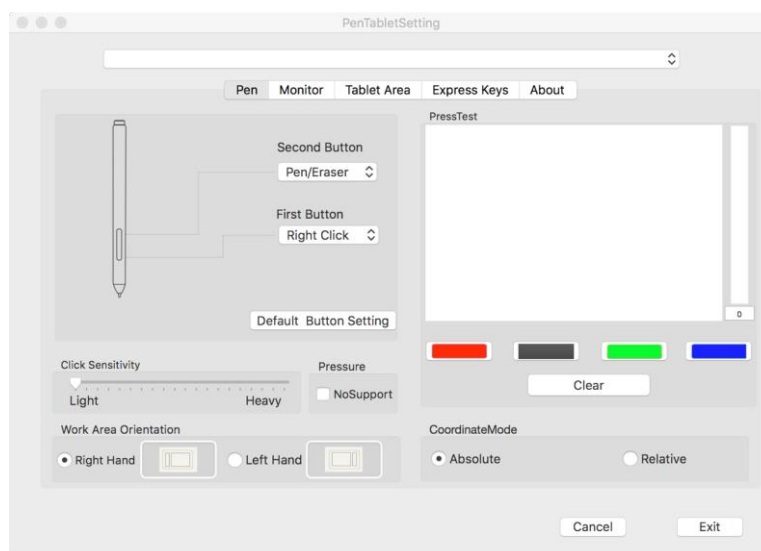 PenTabletSetting
Pen Monitor Tablet Area Express Keys About
Second Button
Pen/Eraser
First Button
Right Click
Default Button Setting
PressTest
0
Clear
Click Sensitivity
Light Heavy
Pressure
NoSupport
Work Area Orientation
Right Hand Left Hand
CoordinateMode
Absolute Relative
Cancel Exit